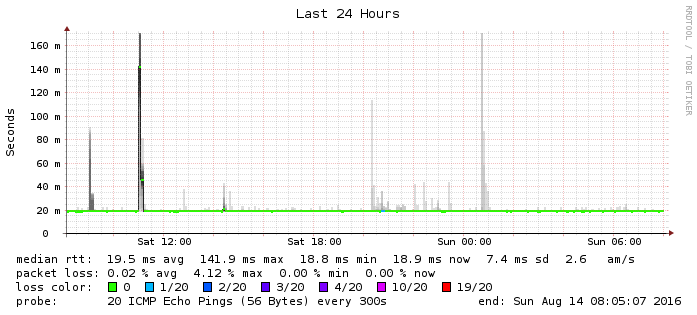 Last 24 Hours
RRDTOOL / TOBI OETIKER
Seconds
160 m
140 m
120 m
100 m
80 m
60 m
40 m
20 m
0
Sat 12:00 Sat 18:00 Sun 00:00 Sun 06:00
median rtt: 19.5 ms avg 141.9 ms max 18.8 ms min 18.9 ms now 7.4 ms sd 2.6 am/s
packet loss: 0.02 % avg 4.12 % max 0.00 % min 0.00 % now
loss color: 0 1/20 2/20 3/20 4/20 10/20 19/20
probe: 20 ICMP Echo Pings (56 Bytes) every 300s end: Sun Aug 14 08:05:07 2016